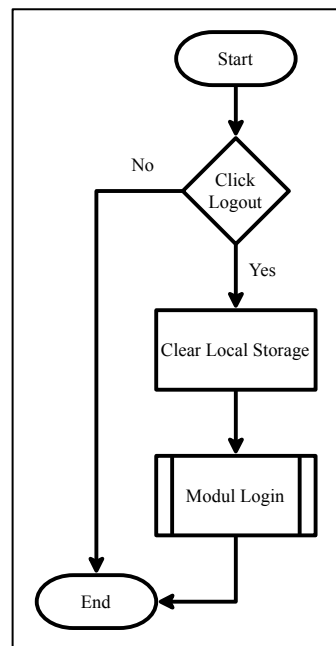 Start
No
Click
Logout
Yes
Clear Local Storage
Modul Login
End